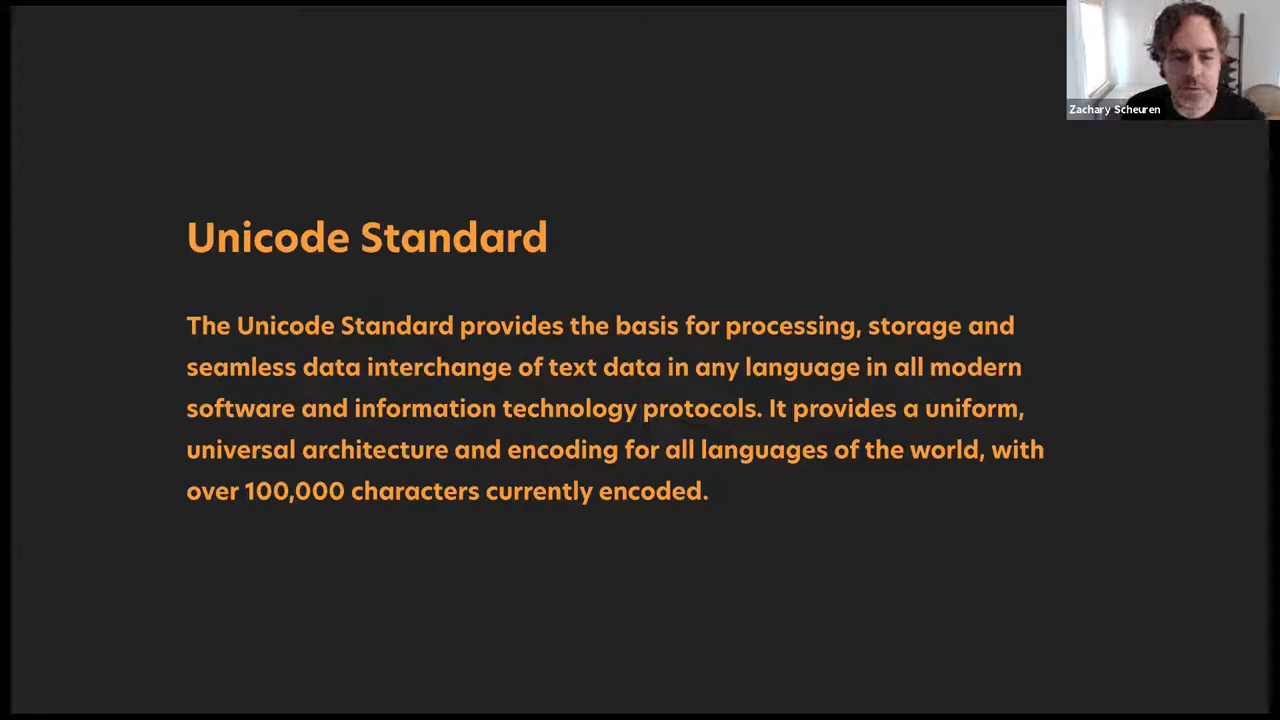 Zachary Scheuren
Unicode Standard
The Unicode Standard provides the basis for processing, storage and
seamless data interchange of text data in any language in all modern
software and information technology protocols. It provides a uniform,
universal architecture and encoding for all languages of the world, with
over 100,000 characters currently encoded.